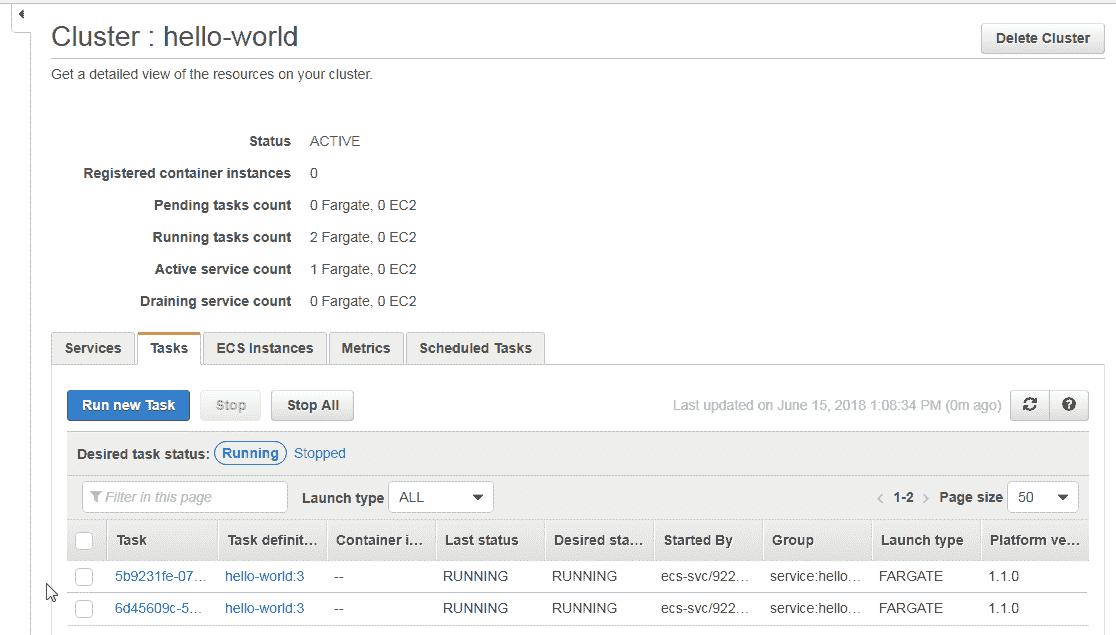 Cluster : hello-world
Delete Cluster
Get a detailed view of the resources on your cluster.
Status ACTIVE
Registered container instances 0
Pending tasks count 0 Fargate, 0 EC2
Running tasks count 2 Fargate, 0 EC2
Active service count 1 Fargate, 0 EC2
Draining service count 0 Fargate, 0 EC2
Services Tasks ECS Instances Metrics Scheduled Tasks
Run new Task Stop Stop All Last updated on June 15, 2018 1:08:34 PM (0m ago)
Desired task status: Running Stopped
Filter in this page Launch type ALL 1-2 Page size 50
Task Task definit... Container i... Last status Desired sta... Started By Group Launch type Platform ve...
5b9231fe-07... hello-world:3 -- RUNNING RUNNING ecs-svc/922... service:hello... FARGATE 1.1.0
6d45609c-5... hello-world:3 -- RUNNING RUNNING ecs-svc/922... service:hello... FARGATE 1.1.0